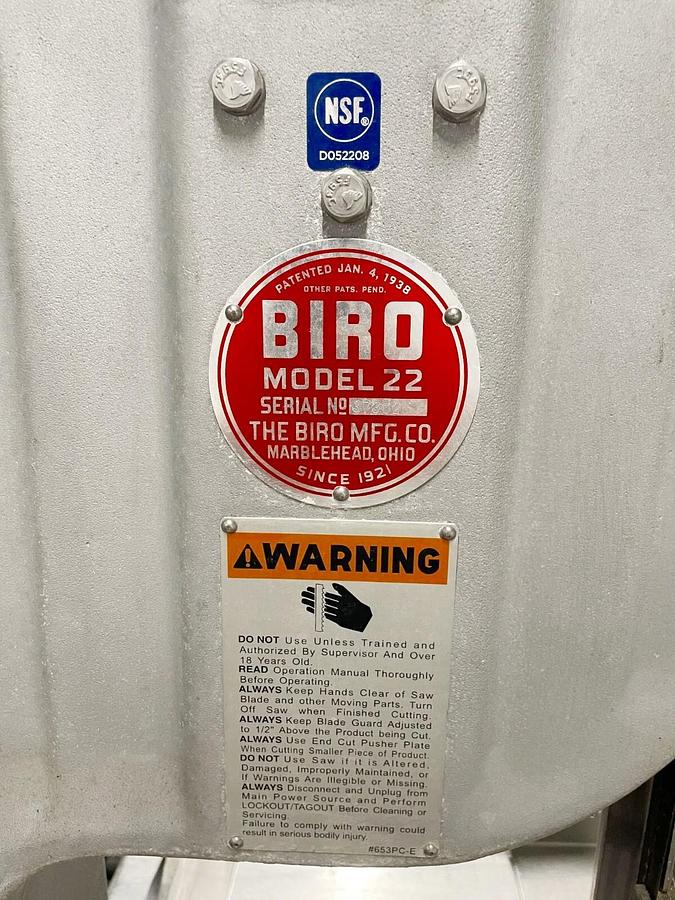 NSF®
D052208
PATENTED JAN. 4, 1938
OTHER PATS. PEND.
BIRO
MODEL 22
SERIAL Nº
THE BIRO MFG. CO.
MARBLEHEAD, OHIO
SINCE 1921
WARNING
DO NOT Use Unless Trained and
Authorized By Supervisor And Over
18 Years Old.
READ Operation Manual Thoroughly
Before Operating.
ALWAYS Keep Hands Clear of Saw
Blade and other Moving Parts. Turn
Off Saw when Finished Cutting.
ALWAYS Keep Blade Guard Adjusted
to 1/2" Above the Product being Cut.
ALWAYS Use End Cut Pusher Plate
When Cutting Smaller Piece of Product.
DO NOT Use Saw if it is Altered,
Damaged, Improperly Maintained, or
If Warnings Are Illegible or Missing.
ALWAYS Disconnect and Unplug from
Main Power Source and Perform
LOCKOUT/TAGOUT Before Cleaning or
Servicing.
Failure to comply with warning could
result in serious bodily injury.
#653PC-E